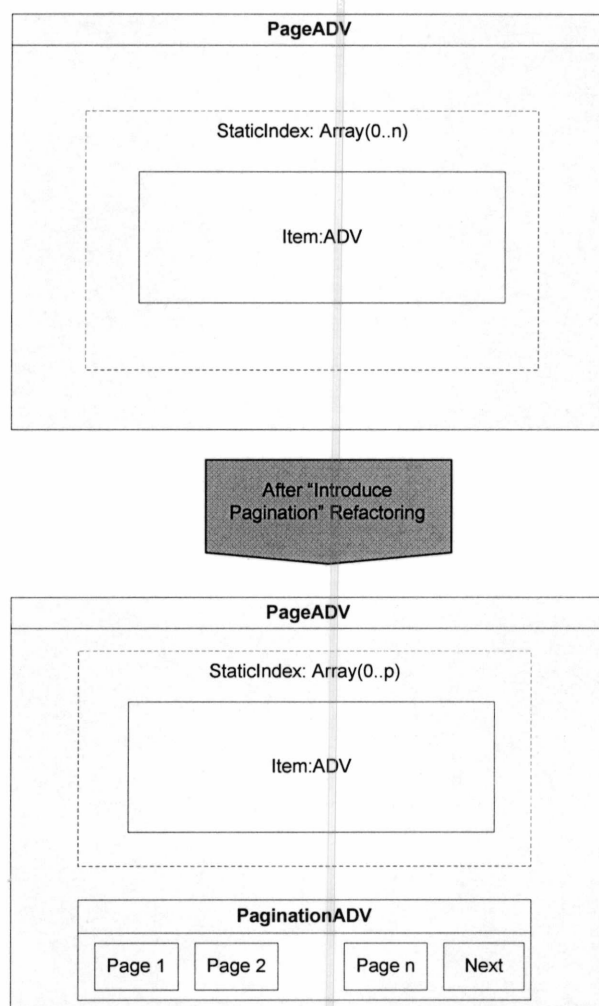 PageADV
StaticIndex: Array(0..n)
Item:ADV
After “Introduce
Pagination” Refactoring
PageADV
StaticIndex: Array(0..p)
Item:ADV
PaginationADV
Page 1 Page 2 Page n Next